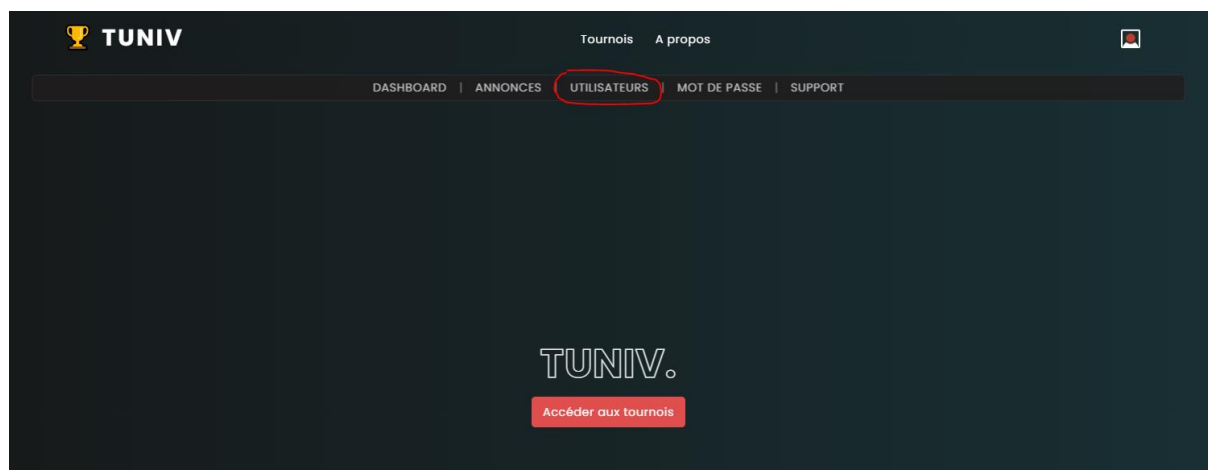 TUNIV
Tournois A propos
DASHBOARD | ANNONCES | UTILISATEURS | MOT DE PASSE | SUPPORT
TUNIV.
Accéder aux tournois